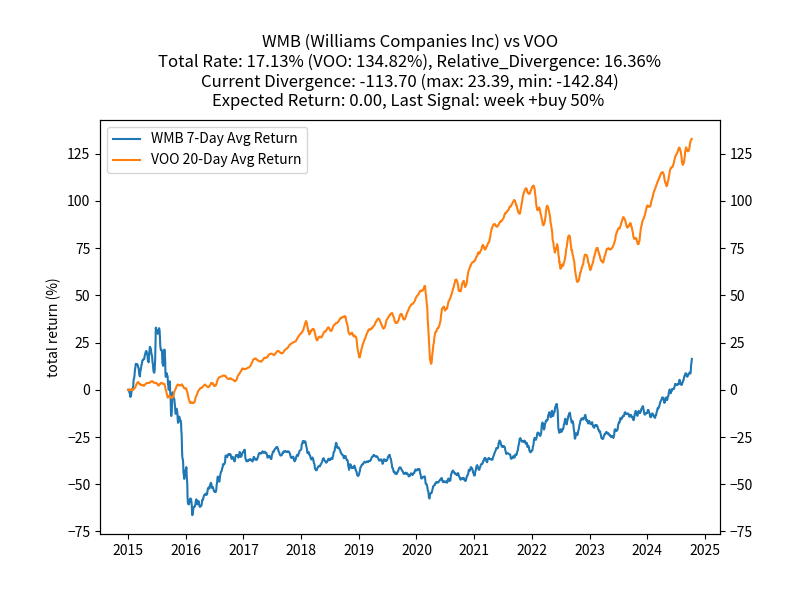 WMB (Williams Companies Inc) vs VOO
Total Rate: 17.13% (VOO: 134.82%), Relative_Divergence: 16.36%
Current Divergence: -113.70 (max: 23.39, min: -142.84)
Expected Return: 0.00, Last Signal: week +buy 50%
WMB 7-Day Avg Return
VOO 20-Day Avg Return
total return (%)
125
100
75
50
25
0
−25
−50
−75
125
100
75
50
25
0
−25
−50
−75
2015 2016 2017 2018 2019 2020 2021 2022 2023 2024 2025